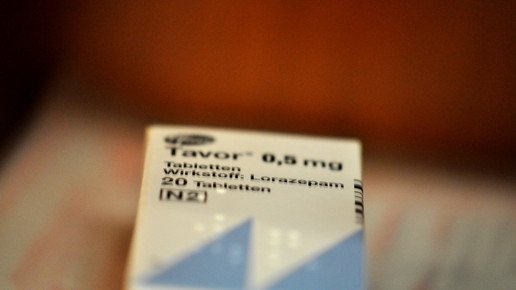 Tavor® 0,5 mg
Tabletten
Wirkstoff: Lorazepam
20 Tabletten
N2